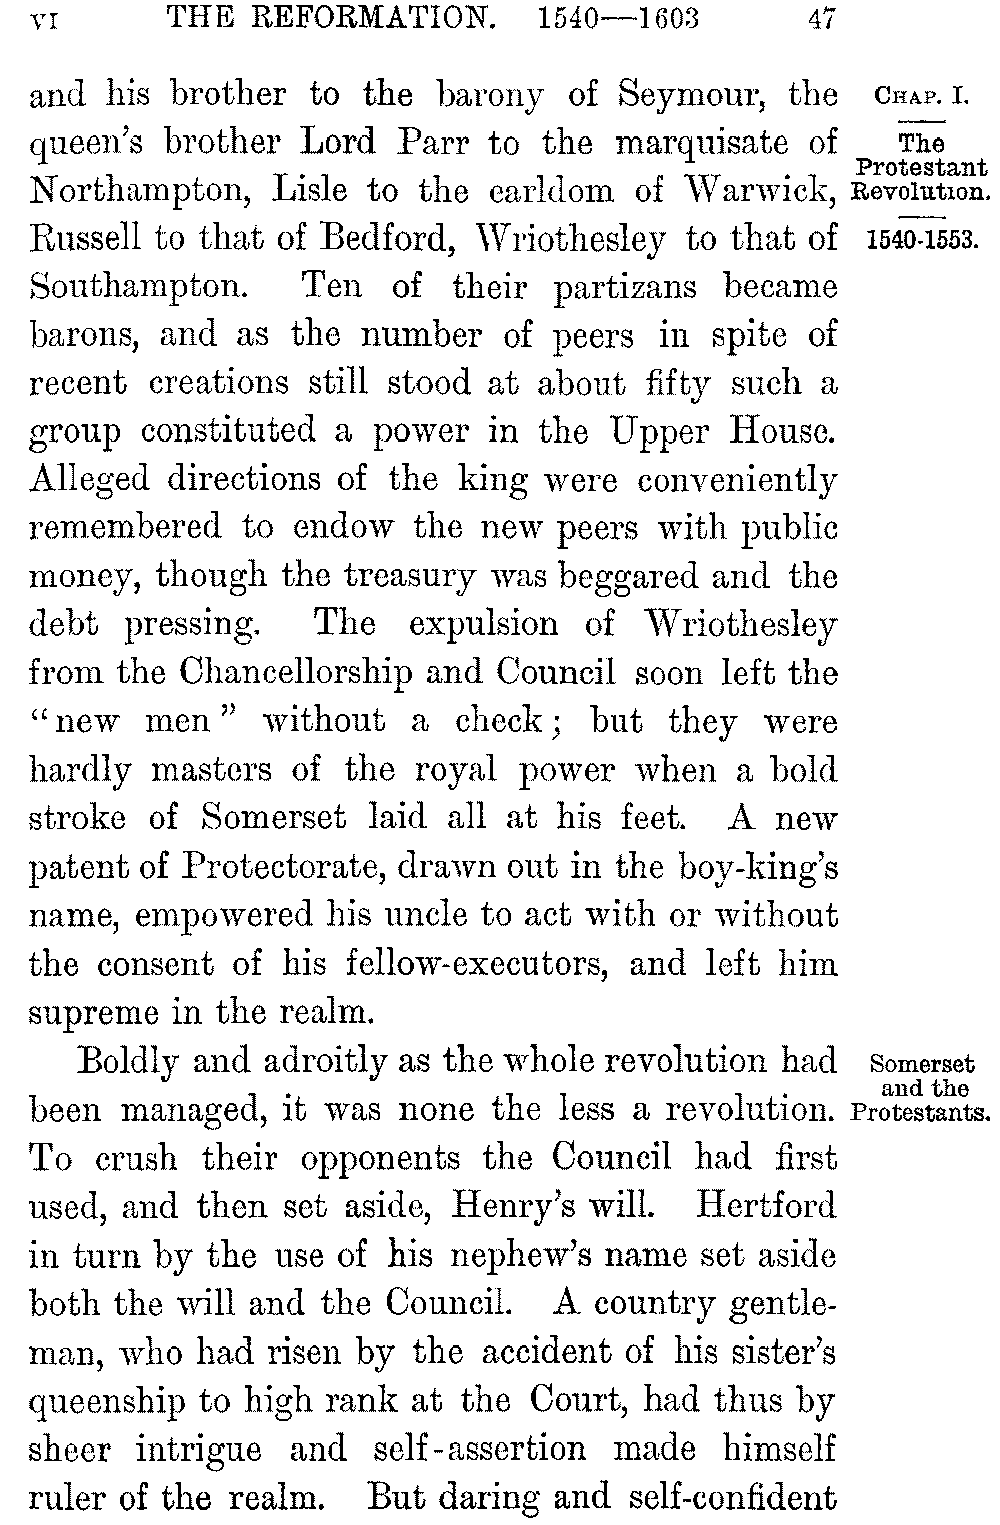 VI THE REFORMATION. 1540—1603 47
and his brother to the barony of Seymour, the
queen's brother Lord Parr to the marquisate of
Northampton, Lisle to the earldom of Warwick,
Russell to that of Bedford, Wriothesley to that of
Southampton. Ten of their partizans became
barons, and as the number of peers in spite of
recent creations still stood at about fifty such a
group constituted a power in the Upper House.
Alleged directions of the king were conveniently
remembered to endow the new peers with public
money, though the treasury was beggared and the
debt pressing. The expulsion of Wriothesley
from the Chancellorship and Council soon left the
"new men" without a check; but they were
hardly masters of the royal power when a bold
stroke of Somerset laid all at his feet. A new
patent of Protectorate, drawn out in the boy-king's
name, empowered his uncle to act with or without
the consent of his fellow-executors, and left him
supreme in the realm.
Boldly and adroitly as the whole revolution had
been managed, it was none the less a revolution.
To crush their opponents the Council had first
used, and then set aside, Henry's will. Hertford
in turn by the use of his nephew's name set aside
both the will and the Council. A country gentle-
man, who had risen by the accident of his sister's
queenship to high rank at the Court, had thus by
sheer intrigue and self-assertion made himself
ruler of the realm. But daring and self-confident
CHAP. I.
The
Protestant
Revolution.
1540-1553.
Somerset
and the
Protestants.